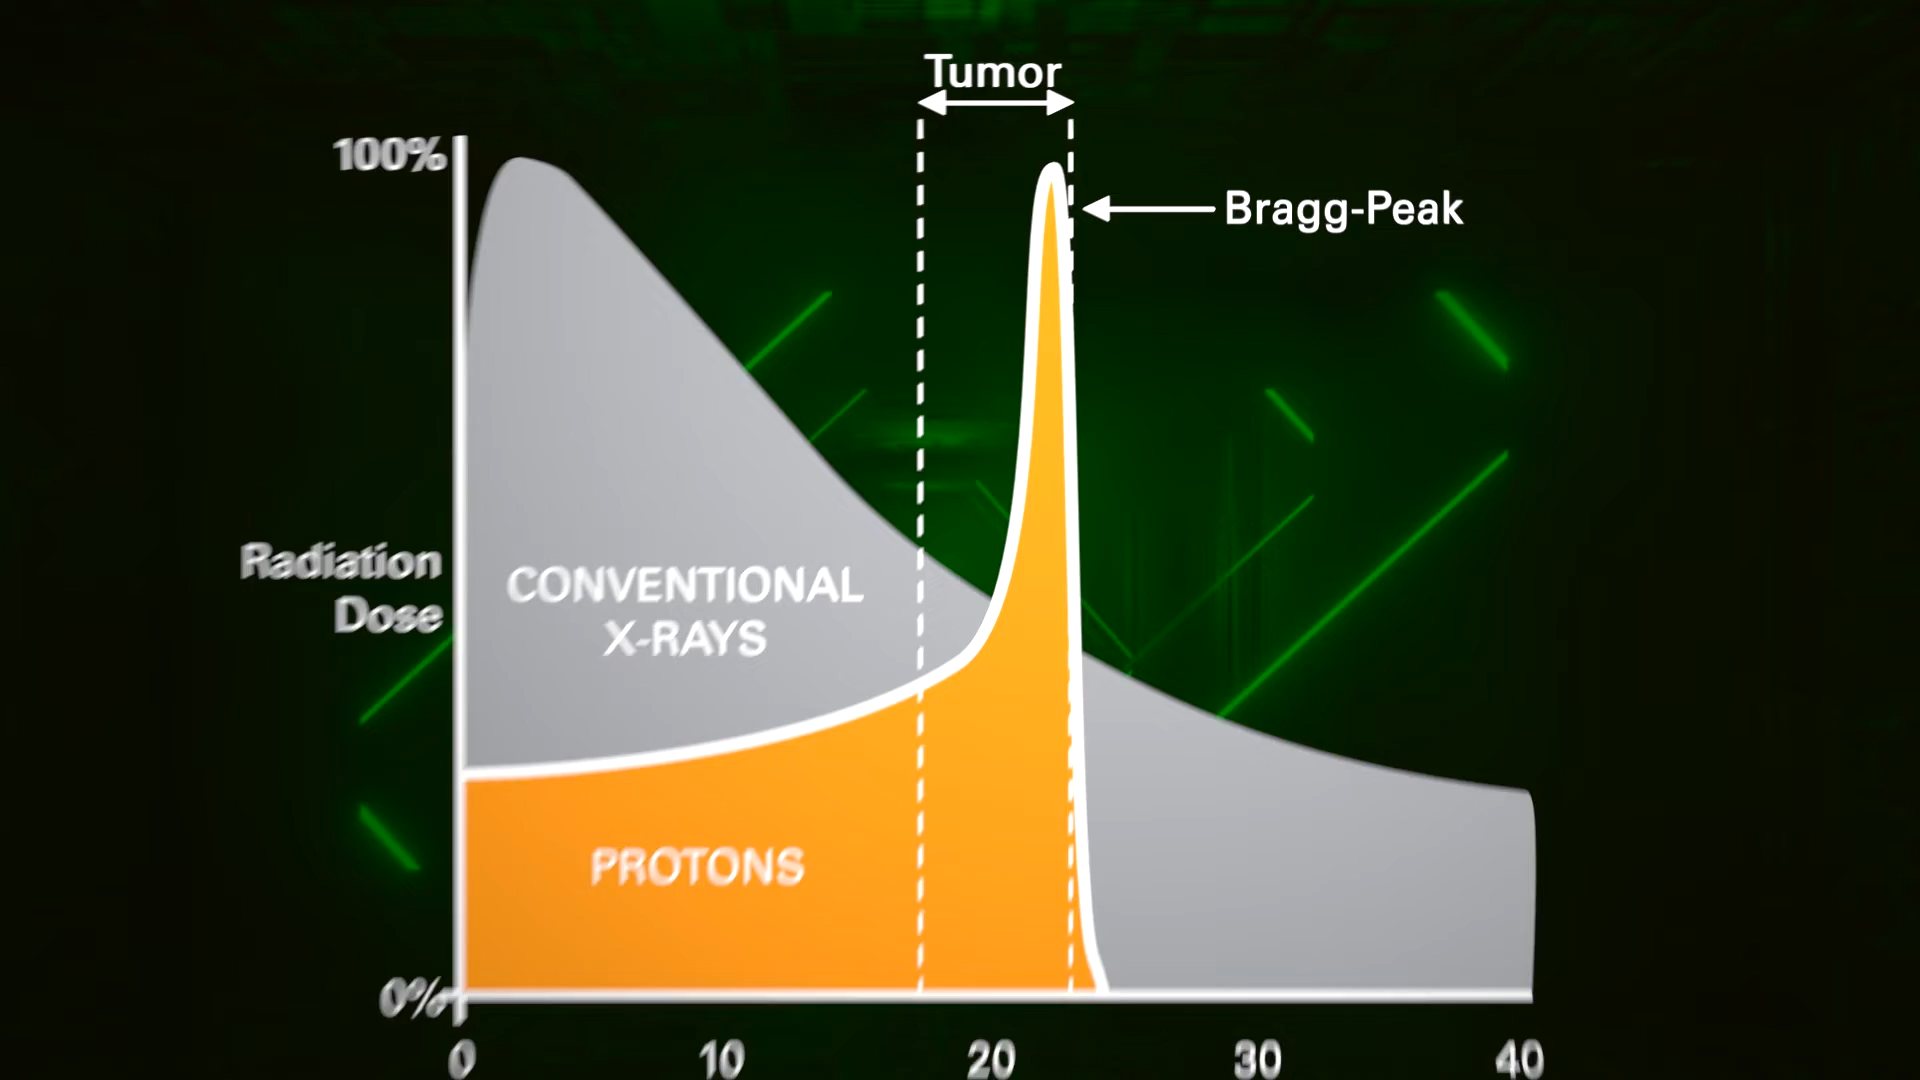 Tumor
100%
Bragg-Peak
Radiation
Dose
CONVENTIONAL
X-RAYS
PROTONS
0%
0 10 20 30 40